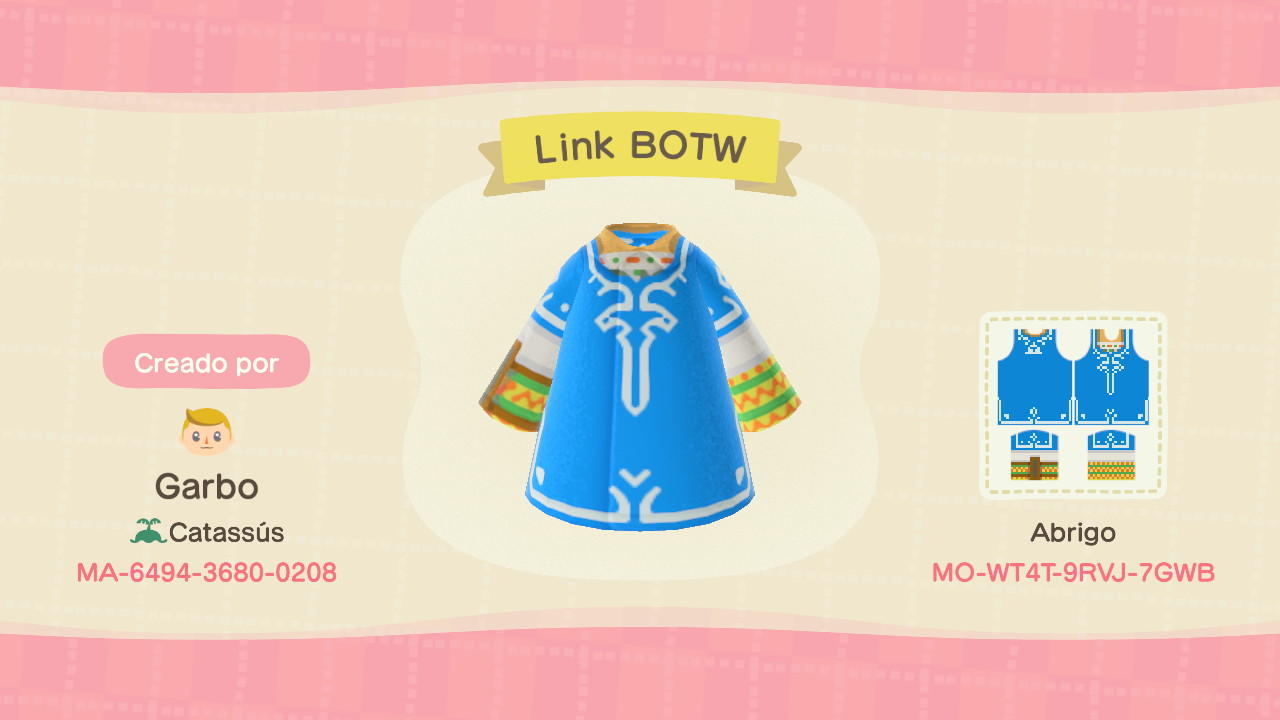 Link BOTW
Creado por
Garbo
Catassús
MA-6494-3680-0208
Abrigo
MO-WT4T-9RVJ-7GWB